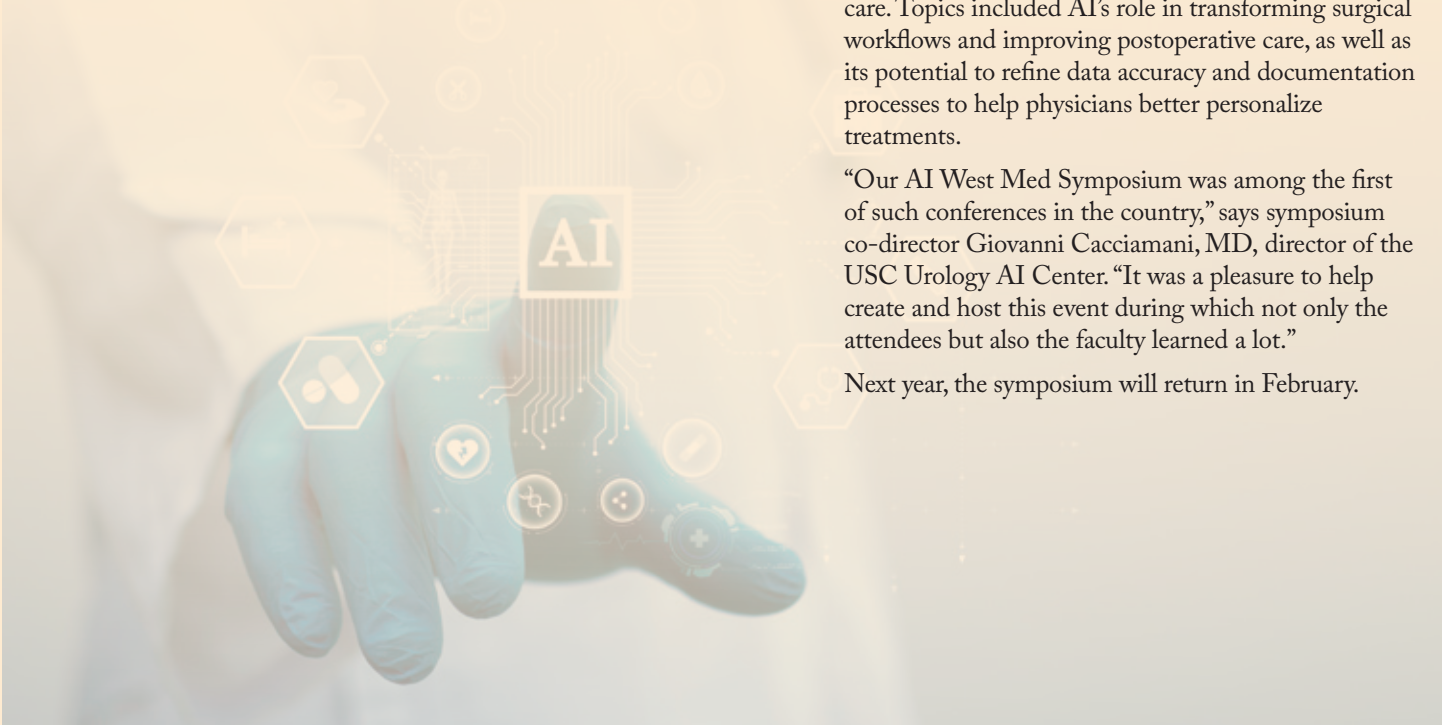 care. Topics included AI’s role in transforming surgical
workflows and improving postoperative care, as well as
its potential to refine data accuracy and documentation
processes to help physicians better personalize
treatments.
“Our AI West Med Symposium was among the first
of such conferences in the country,” says symposium
co-director Giovanni Cacciamani, MD, director of the
USC Urology AI Center. “It was a pleasure to help
create and host this event during which not only the
attendees but also the faculty learned a lot.”
Next year, the symposium will return in February.
AI